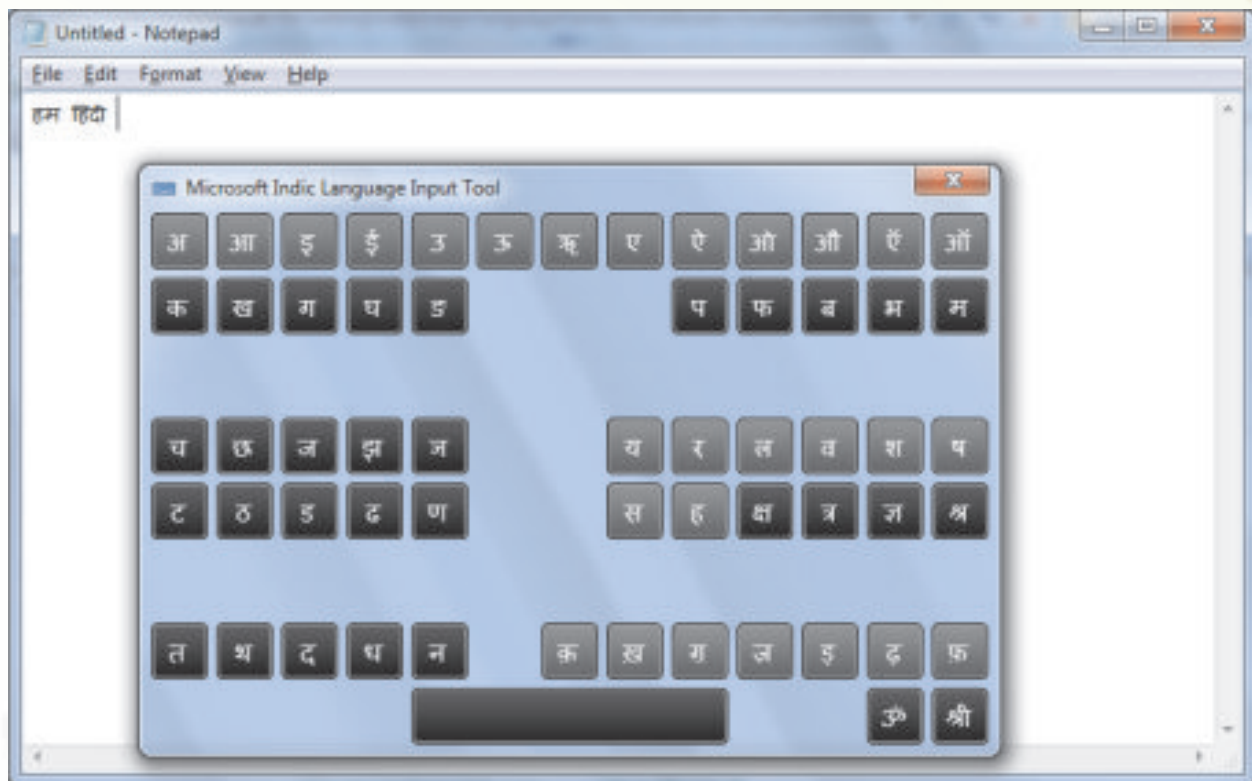 Untitled - Notepad
File Edit Format View Help
हम हिंदी
Microsoft Indic Language Input Tool
अ आ इ ई उ ऊ ऋ ए ऐ ओ औ ऍ ऑ
क ख ग घ ङ प फ ब भ म
च छ ज झ ञ य र ल व श ष
ट ठ ड ढ ण स ह क्ष त्र ज्ञ श्र
त थ द ध न क़ ख़ ग़ ज़ ड़ ढ़ फ़
ॐ श्री